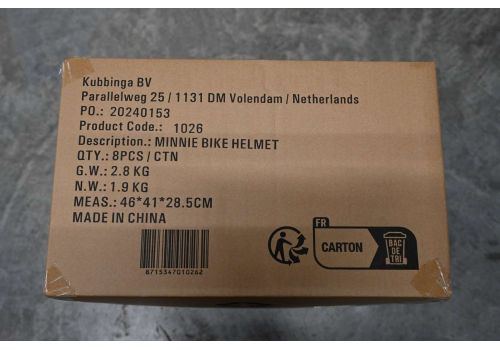 Kubbinga BV
Parallelweg 25 / 1131 DM Volendam / Netherlands
PO.: 20240153
Product Code.: 1026
Description.: MINNIE BIKE HELMET
QTY.: 8PCS / CTN
G.W.: 2.8 KG
N.W.: 1.9 KG
MEAS.: 46*41*28.5CM
MADE IN CHINA
8715347010262
FR
CARTON
BAC
DE
TRI